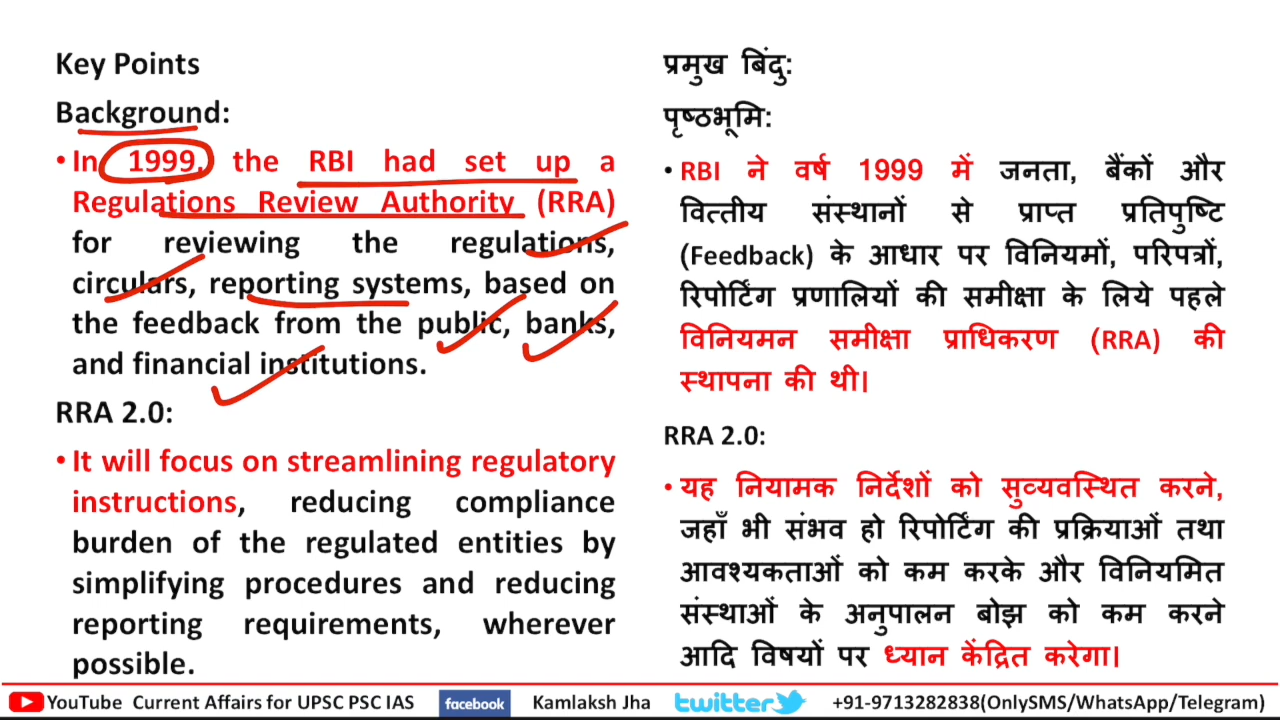 Key Points
Background:
• In 1999, the RBI had set up a
Regulations Review Authority (RRA)
for reviewing the regulations,
circulars, reporting systems, based on
the feedback from the public, banks,
and financial institutions.
RRA 2.0:
• It will focus on streamlining regulatory
instructions, reducing compliance
burden of the regulated entities by
simplifying procedures and reducing
reporting requirements, wherever
possible.
प्रमुख बिंदु:
पृष्ठभूमि:
• RBI ने वर्ष 1999 में जनता, बैंकों और
वित्तीय संस्थानों से प्राप्त प्रतिपुष्टि
(Feedback) के आधार पर विनियमों, परिपत्रों,
रिपोर्टिंग प्रणालियों की समीक्षा के लिये पहले
विनियमन समीक्षा प्राधिकरण (RRA) की
स्थापना की थी।
RRA 2.0:
• यह नियामक निर्देशों को सुव्यवस्थित करने,
जहाँ भी संभव हो रिपोर्टिंग की प्रक्रियाओं तथा
आवश्यकताओं को कम करके और विनियमित
संस्थाओं के अनुपालन बोझ को कम करने
आदि विषयों पर ध्यान केंद्रित करेगा।
YouTube Current Affairs for UPSC PSC IAS facebook Kamlaksh Jha twitter +91-9713282838(OnlySMS/WhatsApp/Telegram)